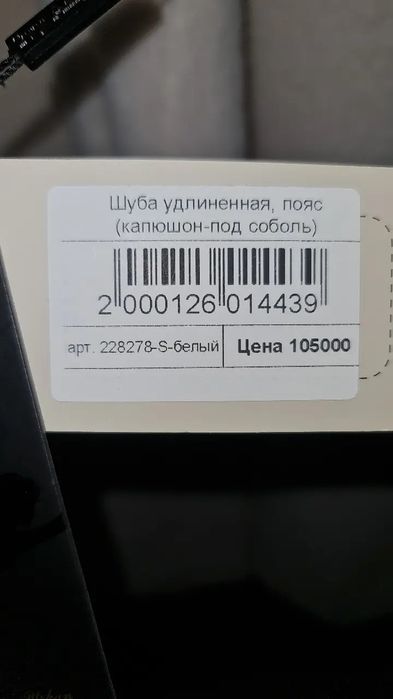 Шуба удлиненная, пояс
(капюшон-под соболь)
2 000126 014439
арт. 228278-S-белый Цена 105000